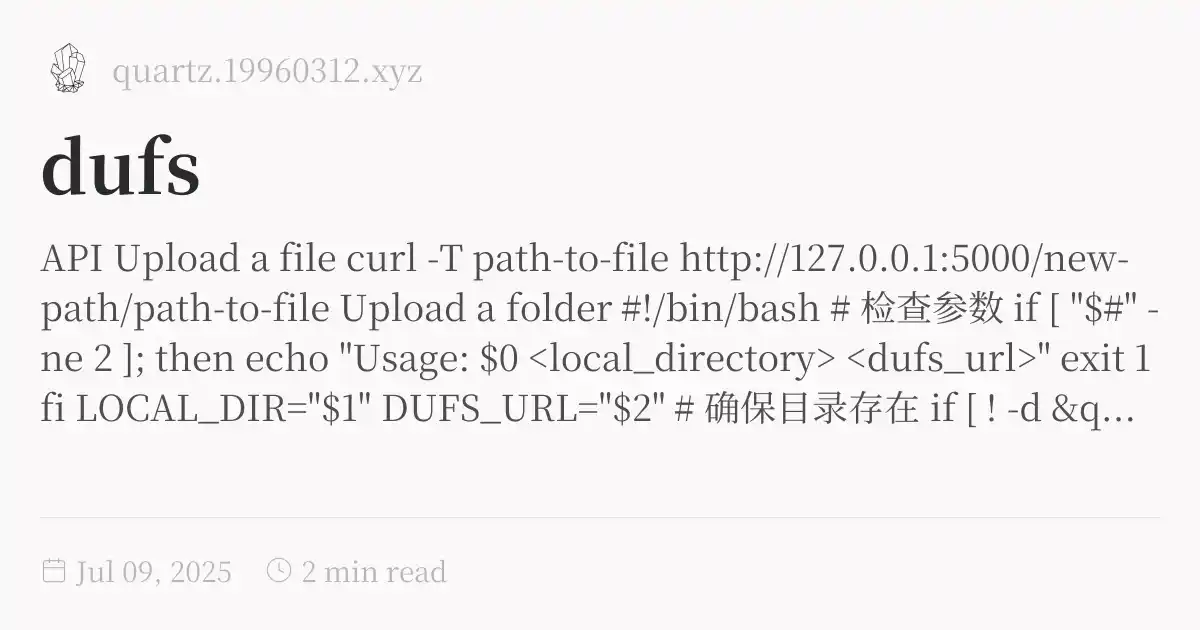 quartz.19960312.xyz
dufs
API Upload a file curl -T path-to-file http://127.0.0.1:5000/new-
path/path-to-file Upload a folder #!/bin/bash # 检查参数 if [ "$#" -
ne 2 ]; then echo "Usage: $0 <local_directory> <dufs_url>" exit 1
fi LOCAL_DIR="$1" DUFS_URL="$2" # 确保目录存在 if [ ! -d &q...
Jul 09, 2025 2 min read